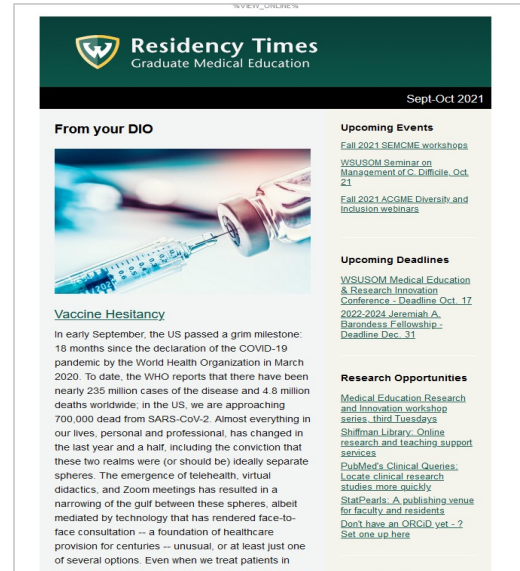 %VIEW_ONLINE%
Residency Times
Graduate Medical Education
Sept-Oct 2021
From your DIO
Vaccine Hesitancy
In early September, the US passed a grim milestone:
18 months since the declaration of the COVID-19
pandemic by the World Health Organization in March
2020. To date, the WHO reports that there have been
nearly 235 million cases of the disease and 4.8 million
deaths worldwide; in the US, we are approaching
700,000 dead from SARS-CoV-2. Almost everything in
our lives, personal and professional, has changed in
the last year and a half, including the conviction that
these two realms were (or should be) ideally separate
spheres. The emergence of telehealth, virtual
didactics, and Zoom meetings has resulted in a
narrowing of the gulf between these spheres, albeit
mediated by technology that has rendered face-to-
face consultation -- a foundation of healthcare
provision for centuries -- unusual, or at least just one
of several options. Even when we treat patients in
Upcoming Events
Fall 2021 SEMCME workshops
WSUSOM Seminar on
Management of C. Difficile, Oct.
21
Fall 2021 ACGME Diversity and
Inclusion webinars
Upcoming Deadlines
WSUSOM Medical Education
& Research Innovation
Conference - Deadline Oct. 17
2022-2024 Jeremiah A.
Barondess Fellowship -
Deadline Dec. 31
Research Opportunities
Medical Education Research
and Innovation workshop
series, third Tuesdays
Shiffman Library: Online
research and teaching support
services
PubMed's Clinical Queries:
Locate clinical research
studies more quickly
StatPearls: A publishing venue
for faculty and residents
Don't have an ORCiD yet - ?
Set one up here